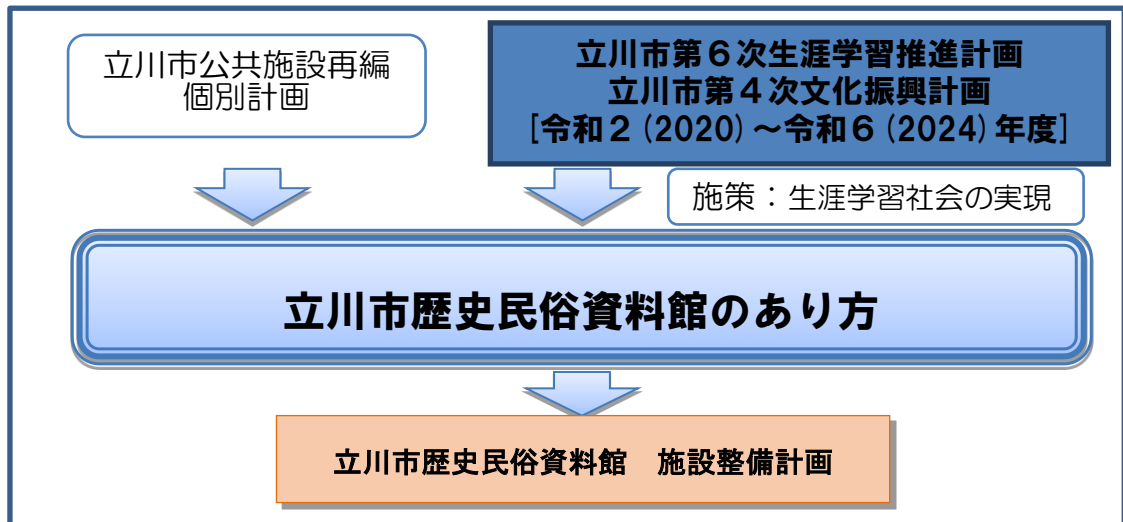 立川市公共施設再編
個別計画
立川市第６次生涯学習推進計画
立川市第４次文化振興計画
[令和２(2020)～令和６(2024)年度]
施策：生涯学習社会の実現
立川市歴史民俗資料館のあり方
立川市歴史民俗資料館　施設整備計画